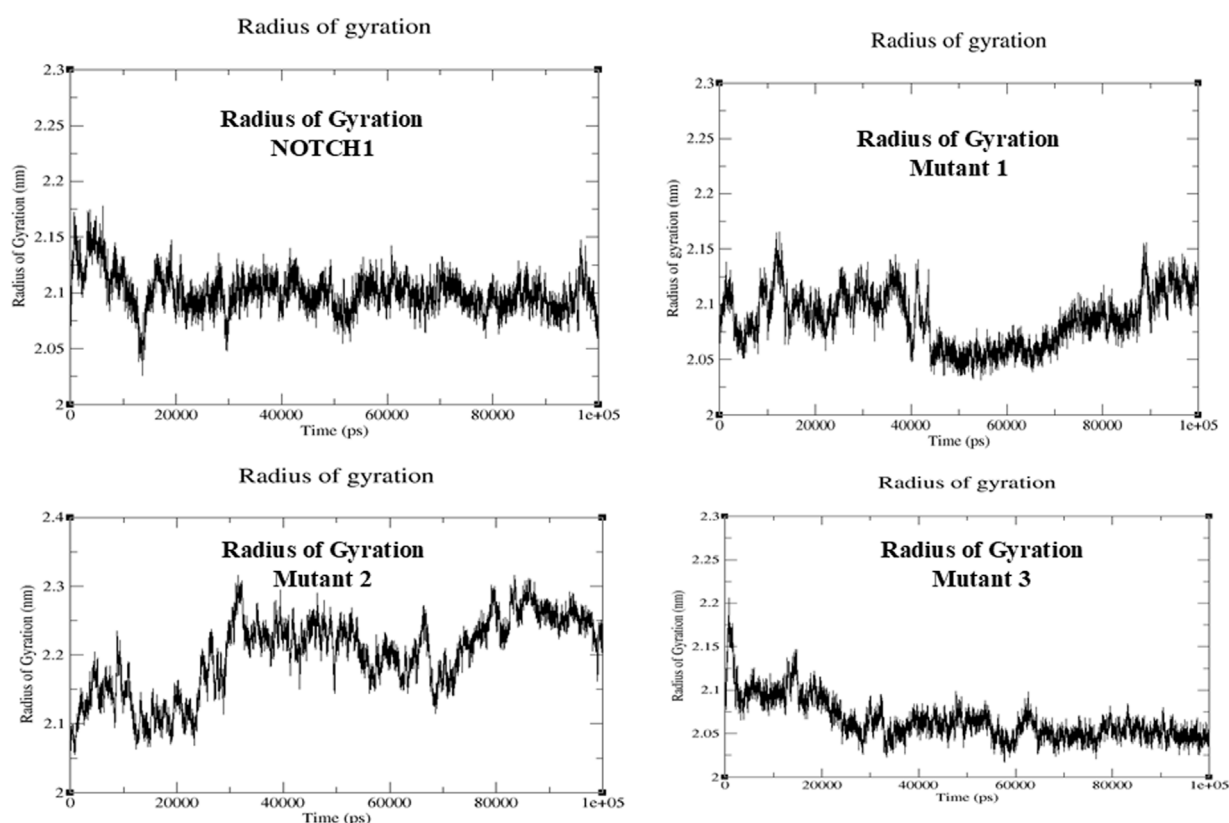 Radius of gyration
Radius of Gyration
NOTCH1
Radius of Gyration (nm)
2.3
2.25
2.2
2.15
2.1
2.05
2
0
20000
40000
60000
80000
1e+05
Time (ps)
Radius of gyration
Radius of Gyration
Mutant 1
Radius of gyration (nm)
2.3
2.25
2.2
2.15
2.1
2.05
2
0
20000
40000
60000
80000
1e+05
Time (ps)
Radius of gyration
Radius of Gyration
Mutant 2
Radius of Gyration (nm)
2.4
2.3
2.2
2.1
2
0
20000
40000
60000
80000
1e+05
Time (ps)
Radius of gyration
Radius of Gyration
Mutant 3
Radius of Gyration (nm)
2.3
2.25
2.2
2.15
2.1
2.05
2
0
20000
40000
60000
80000
1e+05
Time (ps)